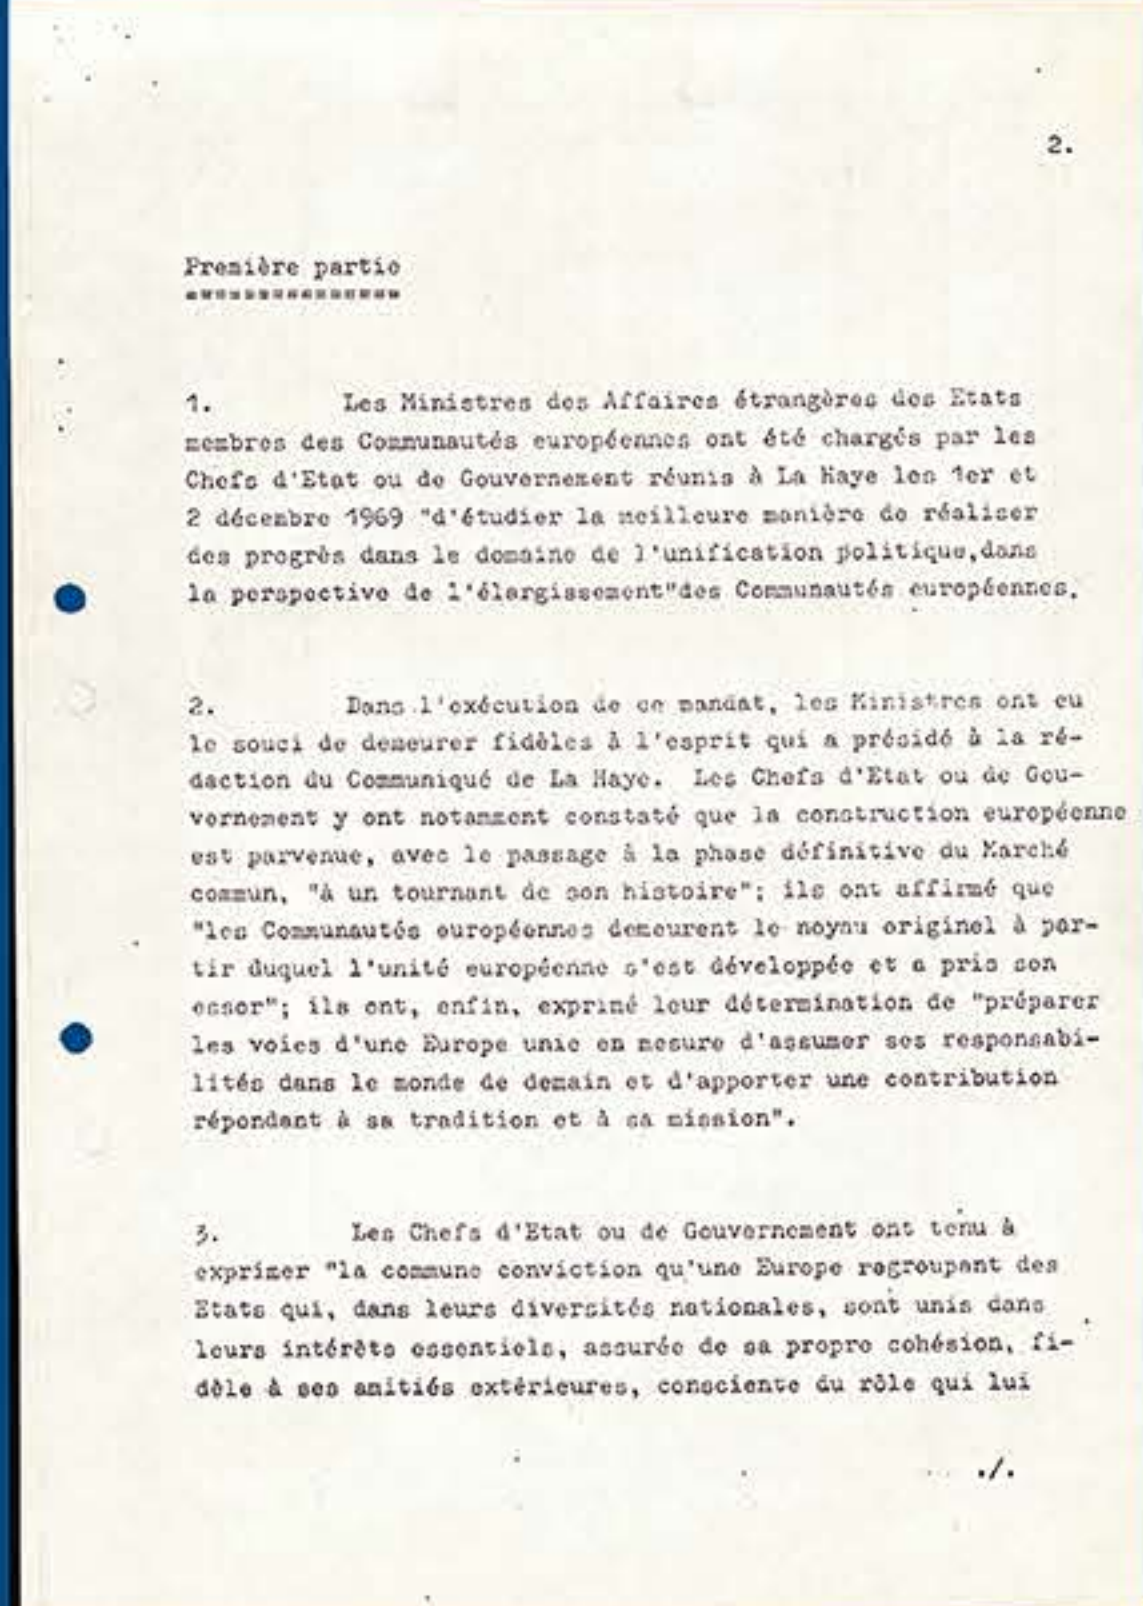 2.
Première partie
===============
1. Les Ministres des Affaires étrangères des Etats
membres des Communautés européennes ont été chargés par les
Chefs d'Etat ou de Gouvernement réunis à La Haye les 1er et
2 décembre 1969 "d'étudier la meilleure manière de réaliser
des progrès dans le domaine de l'unification politique,dans
la perspective de l'élargissement"des Communautés européennes.
2. Dans l'exécution de ce mandat, les Ministres ont eu
le souci de demeurer fidèles à l'esprit qui a présidé à la ré-
daction du Communiqué de La Haye. Les Chefs d'Etat ou de Gou-
vernement y ont notamment constaté que la construction européenne
est parvenue, avec le passage à la phase définitive du Marché
commun, "à un tournant de son histoire"; ils ont affirmé que
"les Communautés européennes demeurent le noyau originel à par-
tir duquel l'unité européenne s'est développée et a pris son
essor"; ils ont, enfin, exprimé leur détermination de "préparer
les voies d'une Europe unie en mesure d'assumer ses responsabi-
lités dans le monde de demain et d'apporter une contribution
répondant à sa tradition et à sa mission".
3. Les Chefs d'Etat ou de Gouvernement ont tenu à
exprimer "la commune conviction qu'une Europe regroupant des
Etats qui, dans leurs diversités nationales, sont unis dans
leurs intérêts essentiels, assurée de sa propre cohésion, fi-
dèle à ses amitiés extérieures, consciente du rôle qui lui
./.